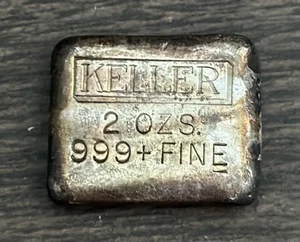 KELLER
2 OZS.
999+ FINE